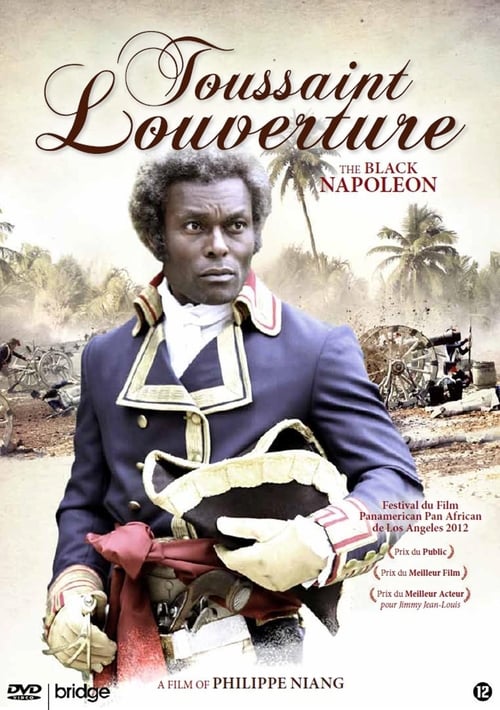 Toussaint
Louverture
THE BLACK
NAPOLEON
Festival du Film
Panamerican Pan African
de Los Angeles 2012
Prix du Public
Prix du Meilleur Film
Prix du Meilleur Acteur
pour Jimmy Jean-Louis
A FILM OF PHILIPPE NIANG
DVD
VIDEO
bridge
12